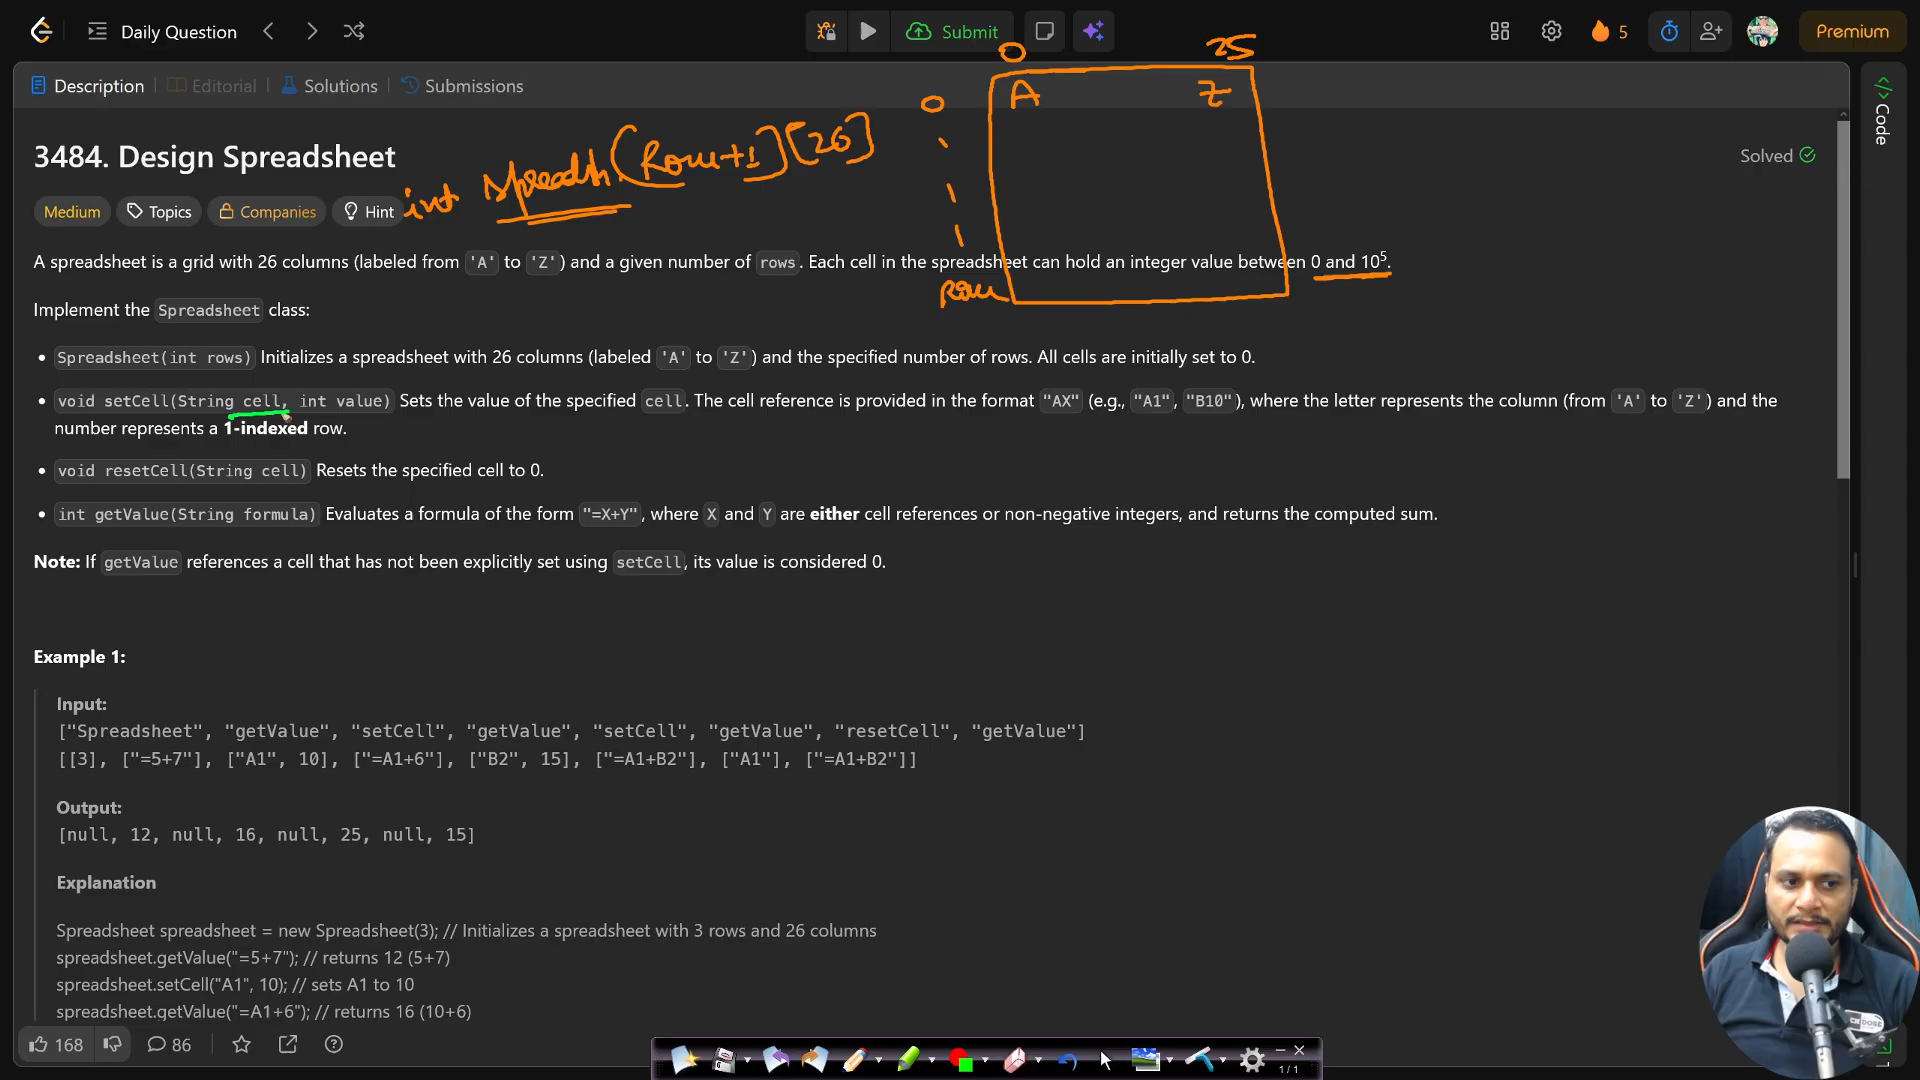 Daily Question
Submit
5
Premium
0 25
Description
Editorial
Solutions
Submissions
0 A Z
Code
3484. Design Spreadsheet
int Spreadsh[Row+1][26]
Solved
Medium
Topics
Companies
Hint
A spreadsheet is a grid with 26 columns (labeled from 'A' to 'Z') and a given number of rows. Each cell in the spreadsheet can hold an integer value between 0 and 10⁵.
Row
Implement the Spreadsheet class:
• Spreadsheet(int rows) Initializes a spreadsheet with 26 columns (labeled 'A' to 'Z') and the specified number of rows. All cells are initially set to 0.
• void setCell(String cell, int value) Sets the value of the specified cell. The cell reference is provided in the format "AX" (e.g., "A1", "B10"), where the letter represents the column (from 'A' to 'Z') and the
number represents a 1-indexed row.
• void resetCell(String cell) Resets the specified cell to 0.
• int getValue(String formula) Evaluates a formula of the form "=X+Y", where X and Y are either cell references or non-negative integers, and returns the computed sum.
Note: If getValue references a cell that has not been explicitly set using setCell, its value is considered 0.
Example 1:
Input:
["Spreadsheet", "getValue", "setCell", "getValue", "setCell", "getValue", "resetCell", "getValue"]
[[3], ["=5+7"], ["A1", 10], ["=A1+6"], ["B2", 15], ["=A1+B2"], ["A1"], ["=A1+B2"]]
Output:
[null, 12, null, 16, null, 25, null, 15]
Explanation
Spreadsheet spreadsheet = new Spreadsheet(3); // Initializes a spreadsheet with 3 rows and 26 columns
spreadsheet.getValue("=5+7"); // returns 12 (5+7)
spreadsheet.setCell("A1", 10); // sets A1 to 10
spreadsheet.getValue("=A1+6"); // returns 16 (10+6)
168
86
1/1